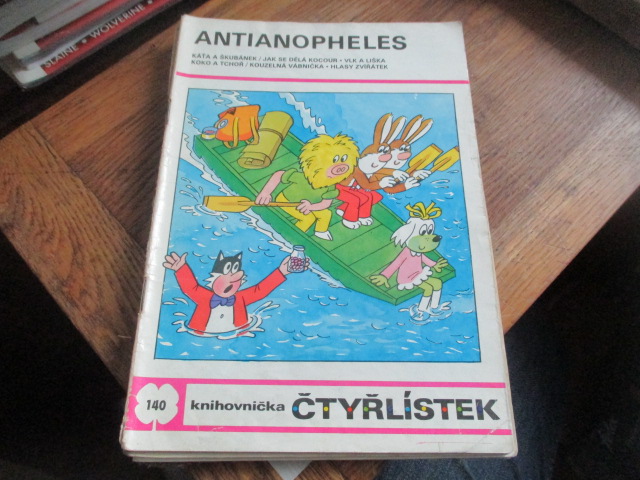 SLAINE • WOLVERINE
ANTIANOPHELES
KÁŤA A ŠKUBÁNEK / JAK SE DĚLÁ KOCOUR • VLK A LIŠKA
KOKO A TCHOŘ / KOUZELNÁ VÁBNIČKA • HLASY ZVÍŘÁTEK
140 knihovnička ČTYŘLÍSTEK